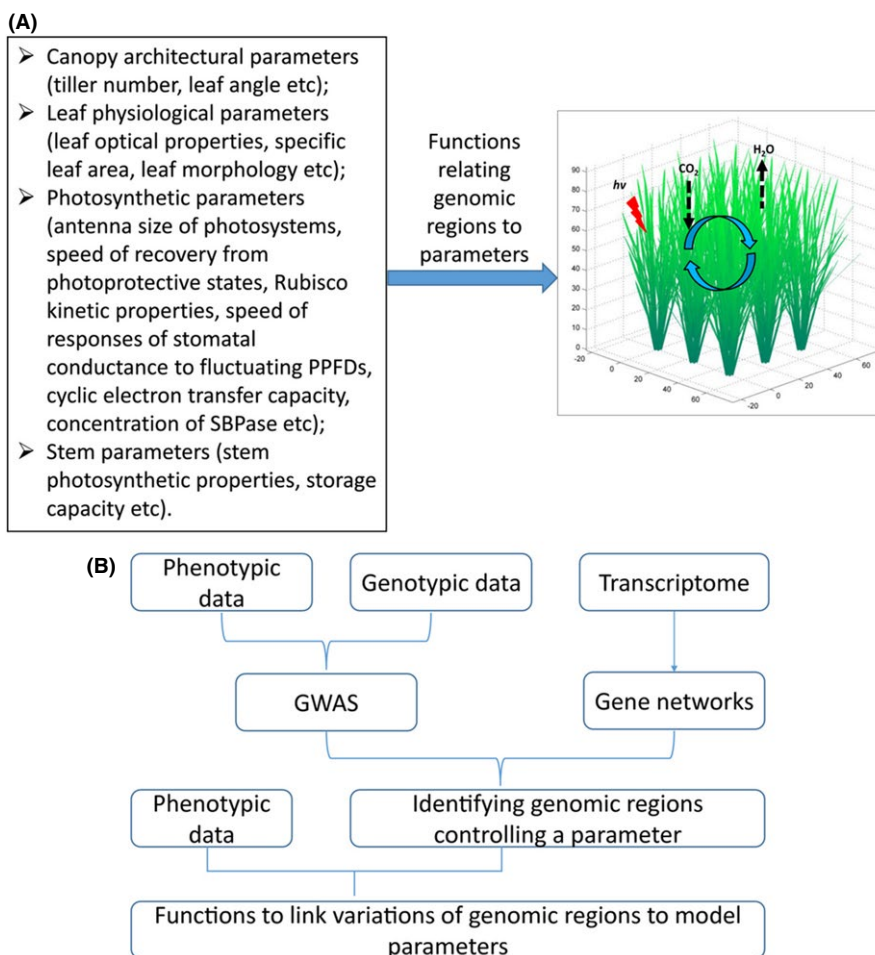 (A)
➤ Canopy architectural parameters
(tiller number, leaf angle etc);
➤ Leaf physiological parameters
(leaf optical properties, specific
leaf area, leaf morphology etc);
➤ Photosynthetic parameters
(antenna size of photosystems,
speed of recovery from
photoprotective states, Rubisco
kinetic properties, speed of
responses of stomatal
conductance to fluctuating PPFDs,
cyclic electron transfer capacity,
concentration of SBPase etc);
➤ Stem parameters (stem
photosynthetic properties, storage
capacity etc).
Functions
relating
genomic
regions to
parameters
hv
CO2
H2O
90
80
70
60
50
40
30
20
10
0
-20
0
20
40
60
-20
0
20
40
60
(B)
Phenotypic
data
Genotypic data
Transcriptome
GWAS
Gene networks
Phenotypic
data
Identifying genomic regions
controlling a parameter
Functions to link variations of genomic regions to model
parameters